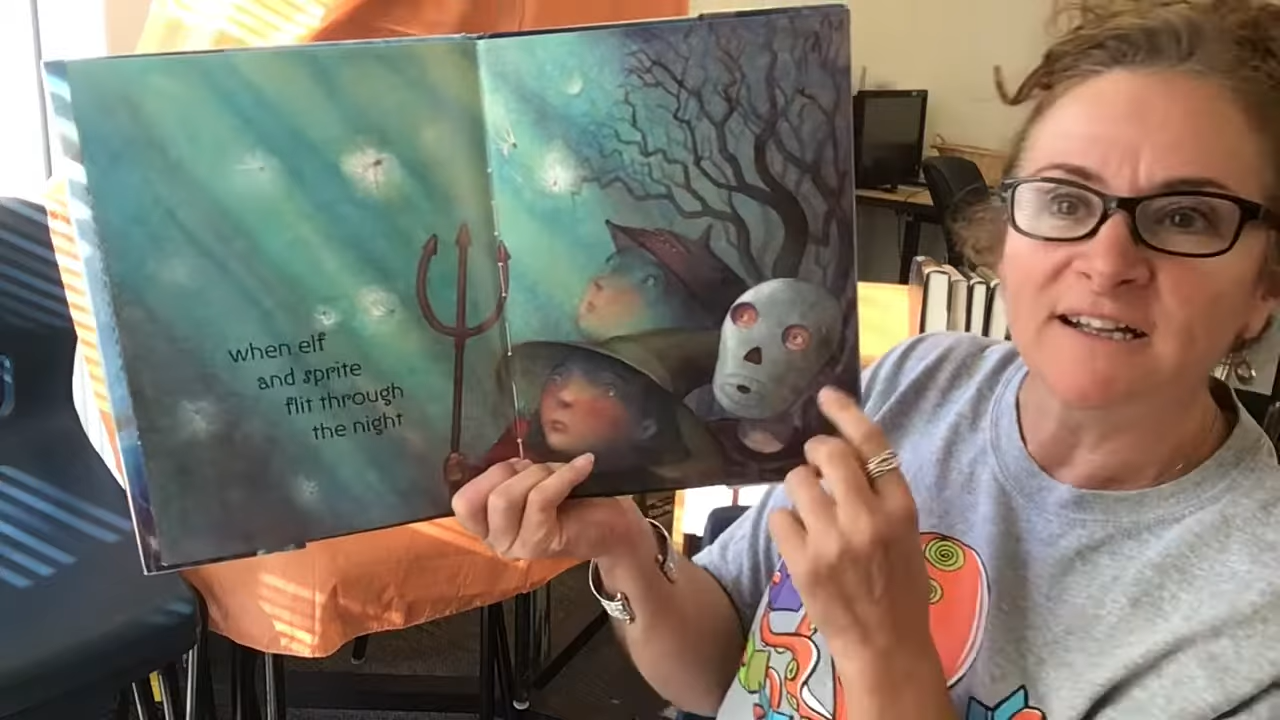 when elf
and sprite
flit through
the night